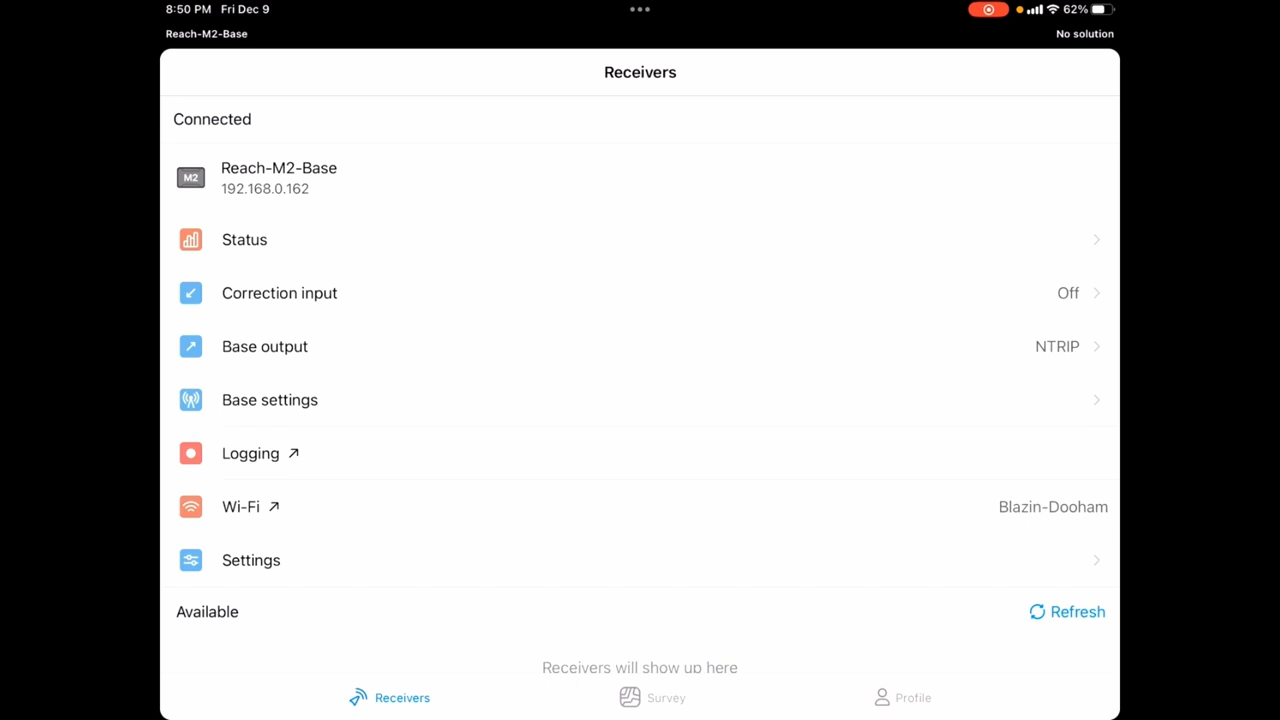 8:50 PM Fri Dec 9
62%
Reach-M2-Base
No solution
Receivers
Connected
M2
Reach-M2-Base
192.168.0.162
Status
Correction input Off
Base output NTRIP
Base settings
Logging
Wi-Fi Blazin-Dooham
Settings
Available Refresh
Receivers will show up here
Receivers Survey Profile